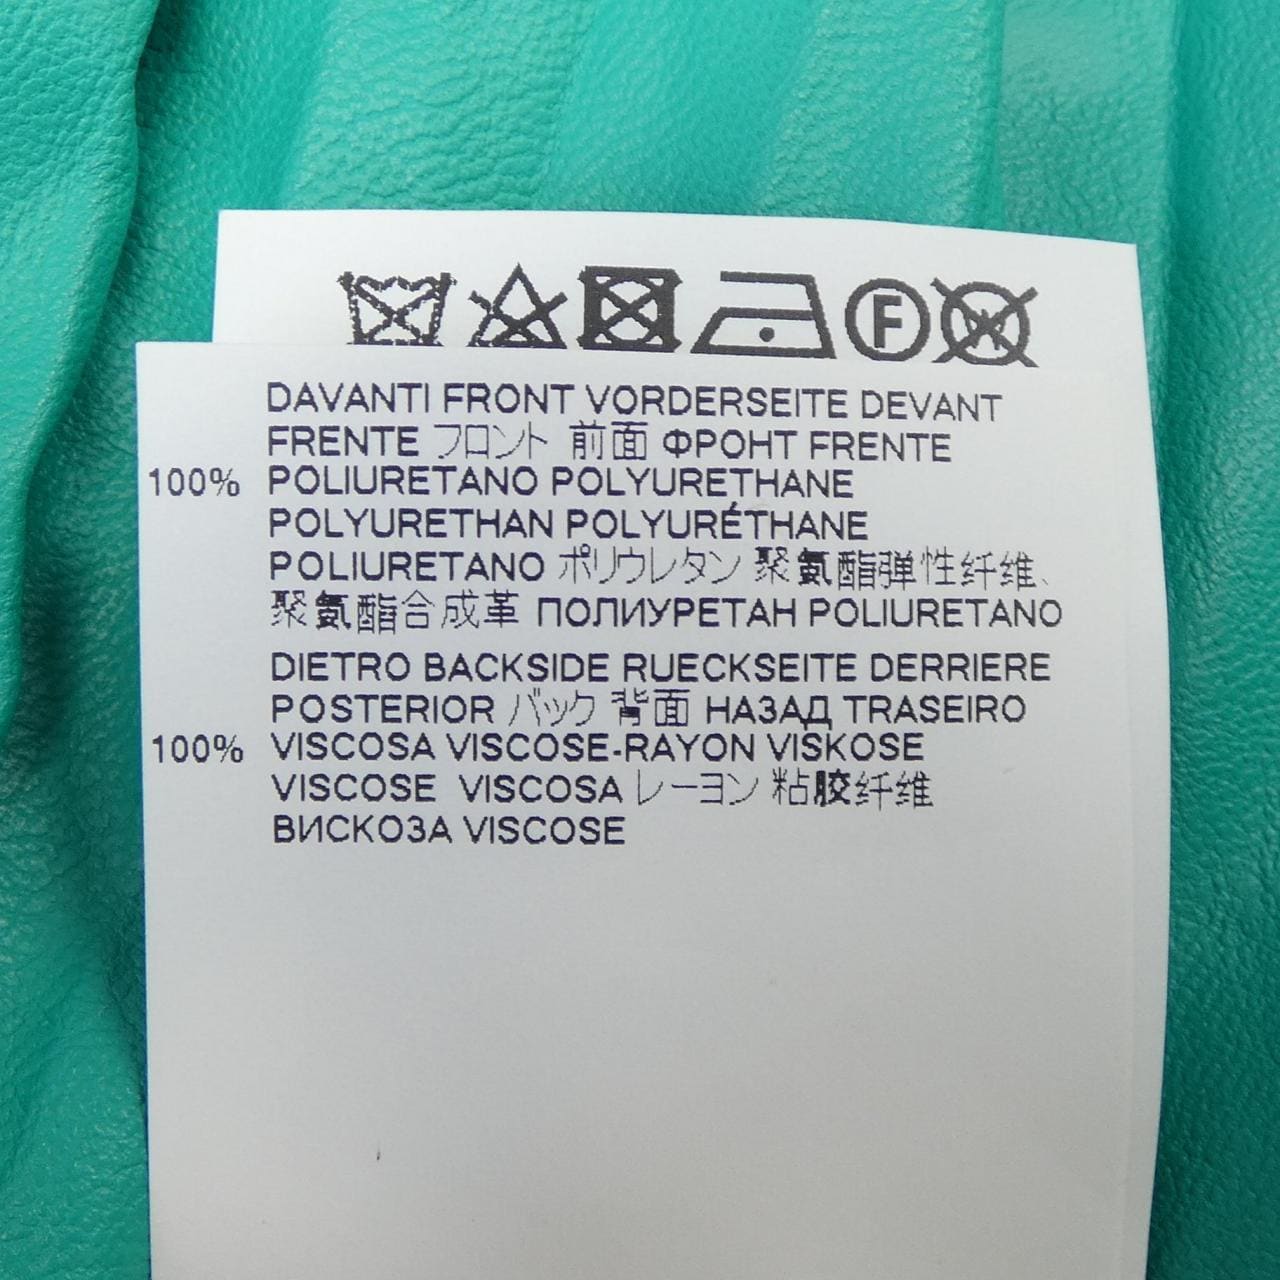 F
W
DAVANTI FRONT VORDERSEITE DEVANT
FRENTE フロント 前面 ФРОНТ FRENTE
100% POLIURETANO POLYURETHANE
POLYURETHAN POLYURÉTHANE
POLIURETANO ポリウレタン 聚氨酯弹性纤维、
聚氨酯合成革 ПОЛИУРЕТАН POLIURETANO
DIETRO BACKSIDE RUECKSEITE DERRIERE
POSTERIOR バック 背面 НАЗАД TRASEIRO
100% VISCOSA VISCOSE-RAYON VISKOSE
VISCOSE VISCOSA レーヨン 粘胶纤维
ВИСКОЗА VISCOSE